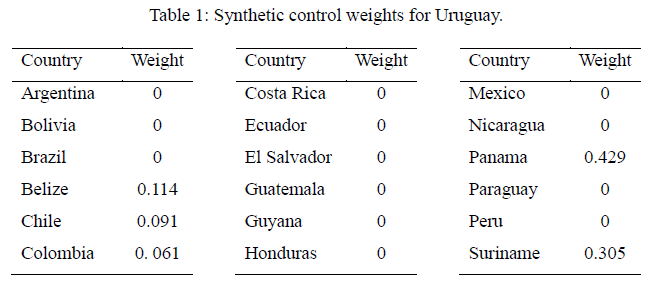 Table 1: Synthetic control weights for Uruguay.
Country Weight Country Weight Country Weight
Argentina 0 Costa Rica 0 Mexico 0
Bolivia 0 Ecuador 0 Nicaragua 0
Brazil 0 El Salvador 0 Panama 0.429
Belize 0.114 Guatemala 0 Paraguay 0
Chile 0.091 Guyana 0 Peru 0
Colombia 0. 061 Honduras 0 Suriname 0.305